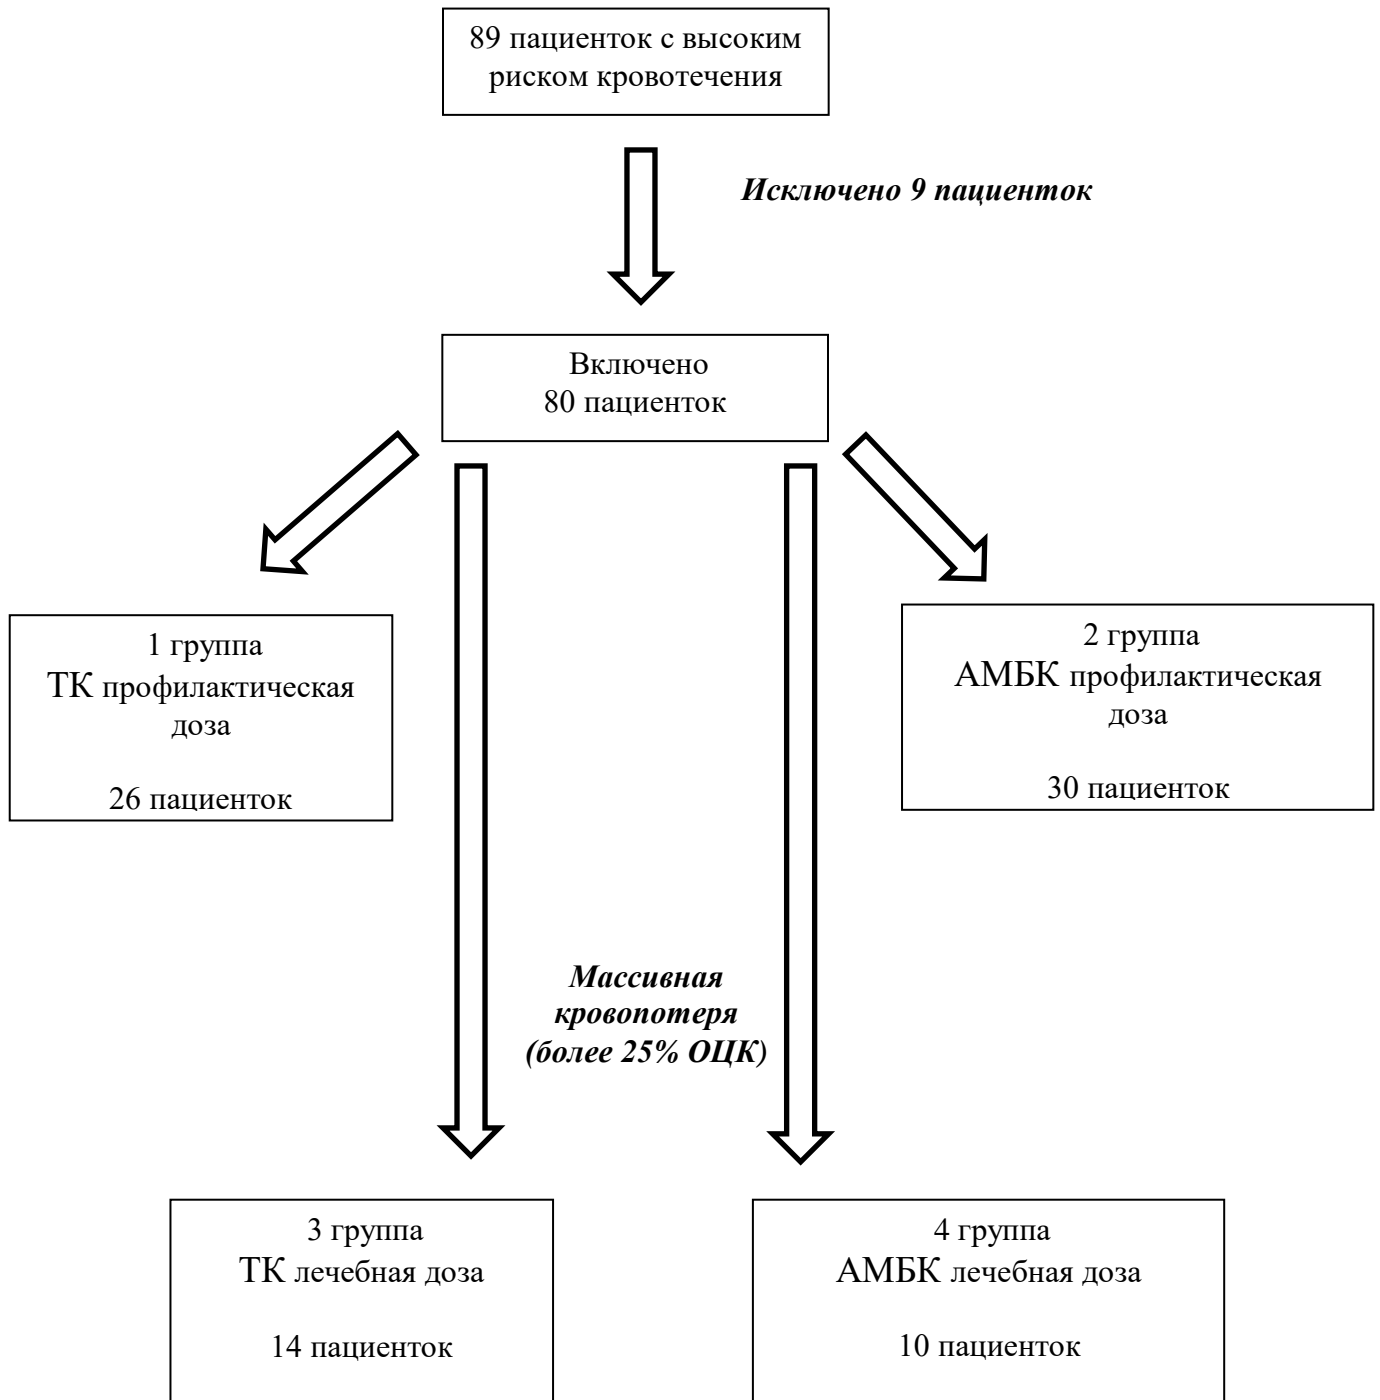 89 пациенток с высоким
риском кровотечения
Исключено 9 пациенток
Включено
80 пациенток
1 группа
ТК профилактическая
доза
26 пациенток
2 группа
АМБК профилактическая
доза
30 пациенток
Массивная
кровопотеря
(более 25% ОЦК)
3 группа
ТК лечебная доза
14 пациенток
4 группа
АМБК лечебная доза
10 пациенток